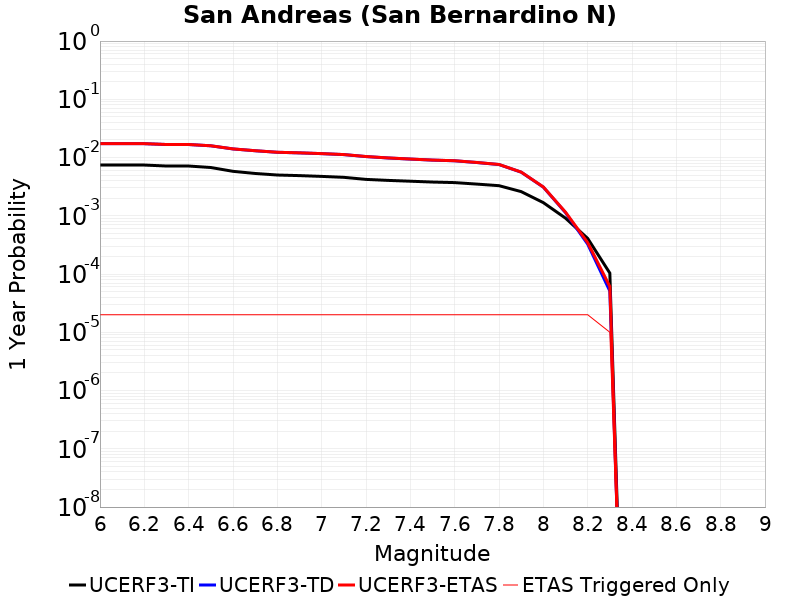 San Andreas (San Bernardino N)
10^0
10^-1
10^-2
10^-3
10^-4
10^-5
10^-6
10^-7
10^-8
1 Year Probability
6 6.2 6.4 6.6 6.8 7 7.2 7.4 7.6 7.8 8 8.2 8.4 8.6 8.8 9
Magnitude
UCERF3-TI UCERF3-TD UCERF3-ETAS ETAS Triggered Only